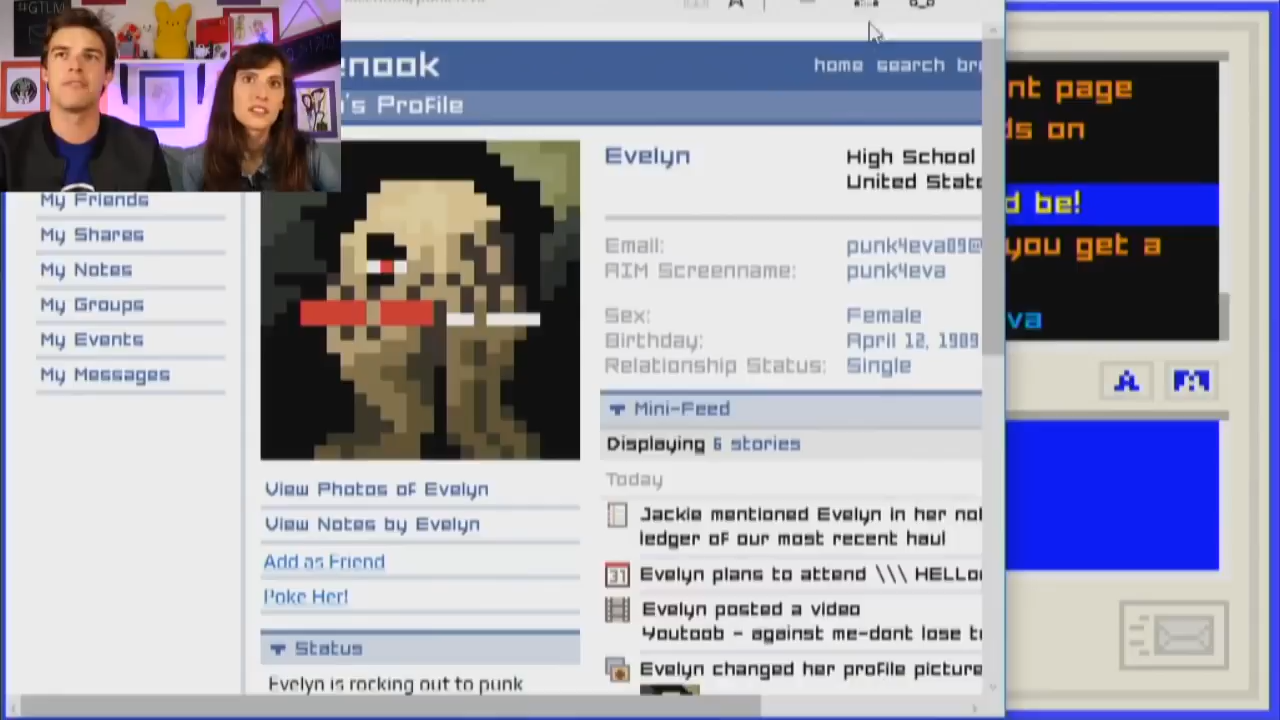 GTLM
enook
home search bre
's Profile
My Friends
My Shares
My Notes
My Groups
My Events
My Messages
View Photos of Evelyn
View Notes by Evelyn
Add as Friend
Poke Her!
Status
Evelyn is rocking out to punk
Evelyn
High School
United State
Email: punk4eva89@
AIM Screenname: punk4eva
Sex: Female
Birthday: April 12, 1989
Relationship Status: Single
Mini-Feed
Displaying 6 stories
Today
Jackie mentioned Evelyn in her not
ledger of our most recent haul
Evelyn plans to attend \\\ HELLo
Evelyn posted a video
Youtoob - against me-dont lose to
Evelyn changed her profile picture
nt page
ds on
d be!
you get a
va
A